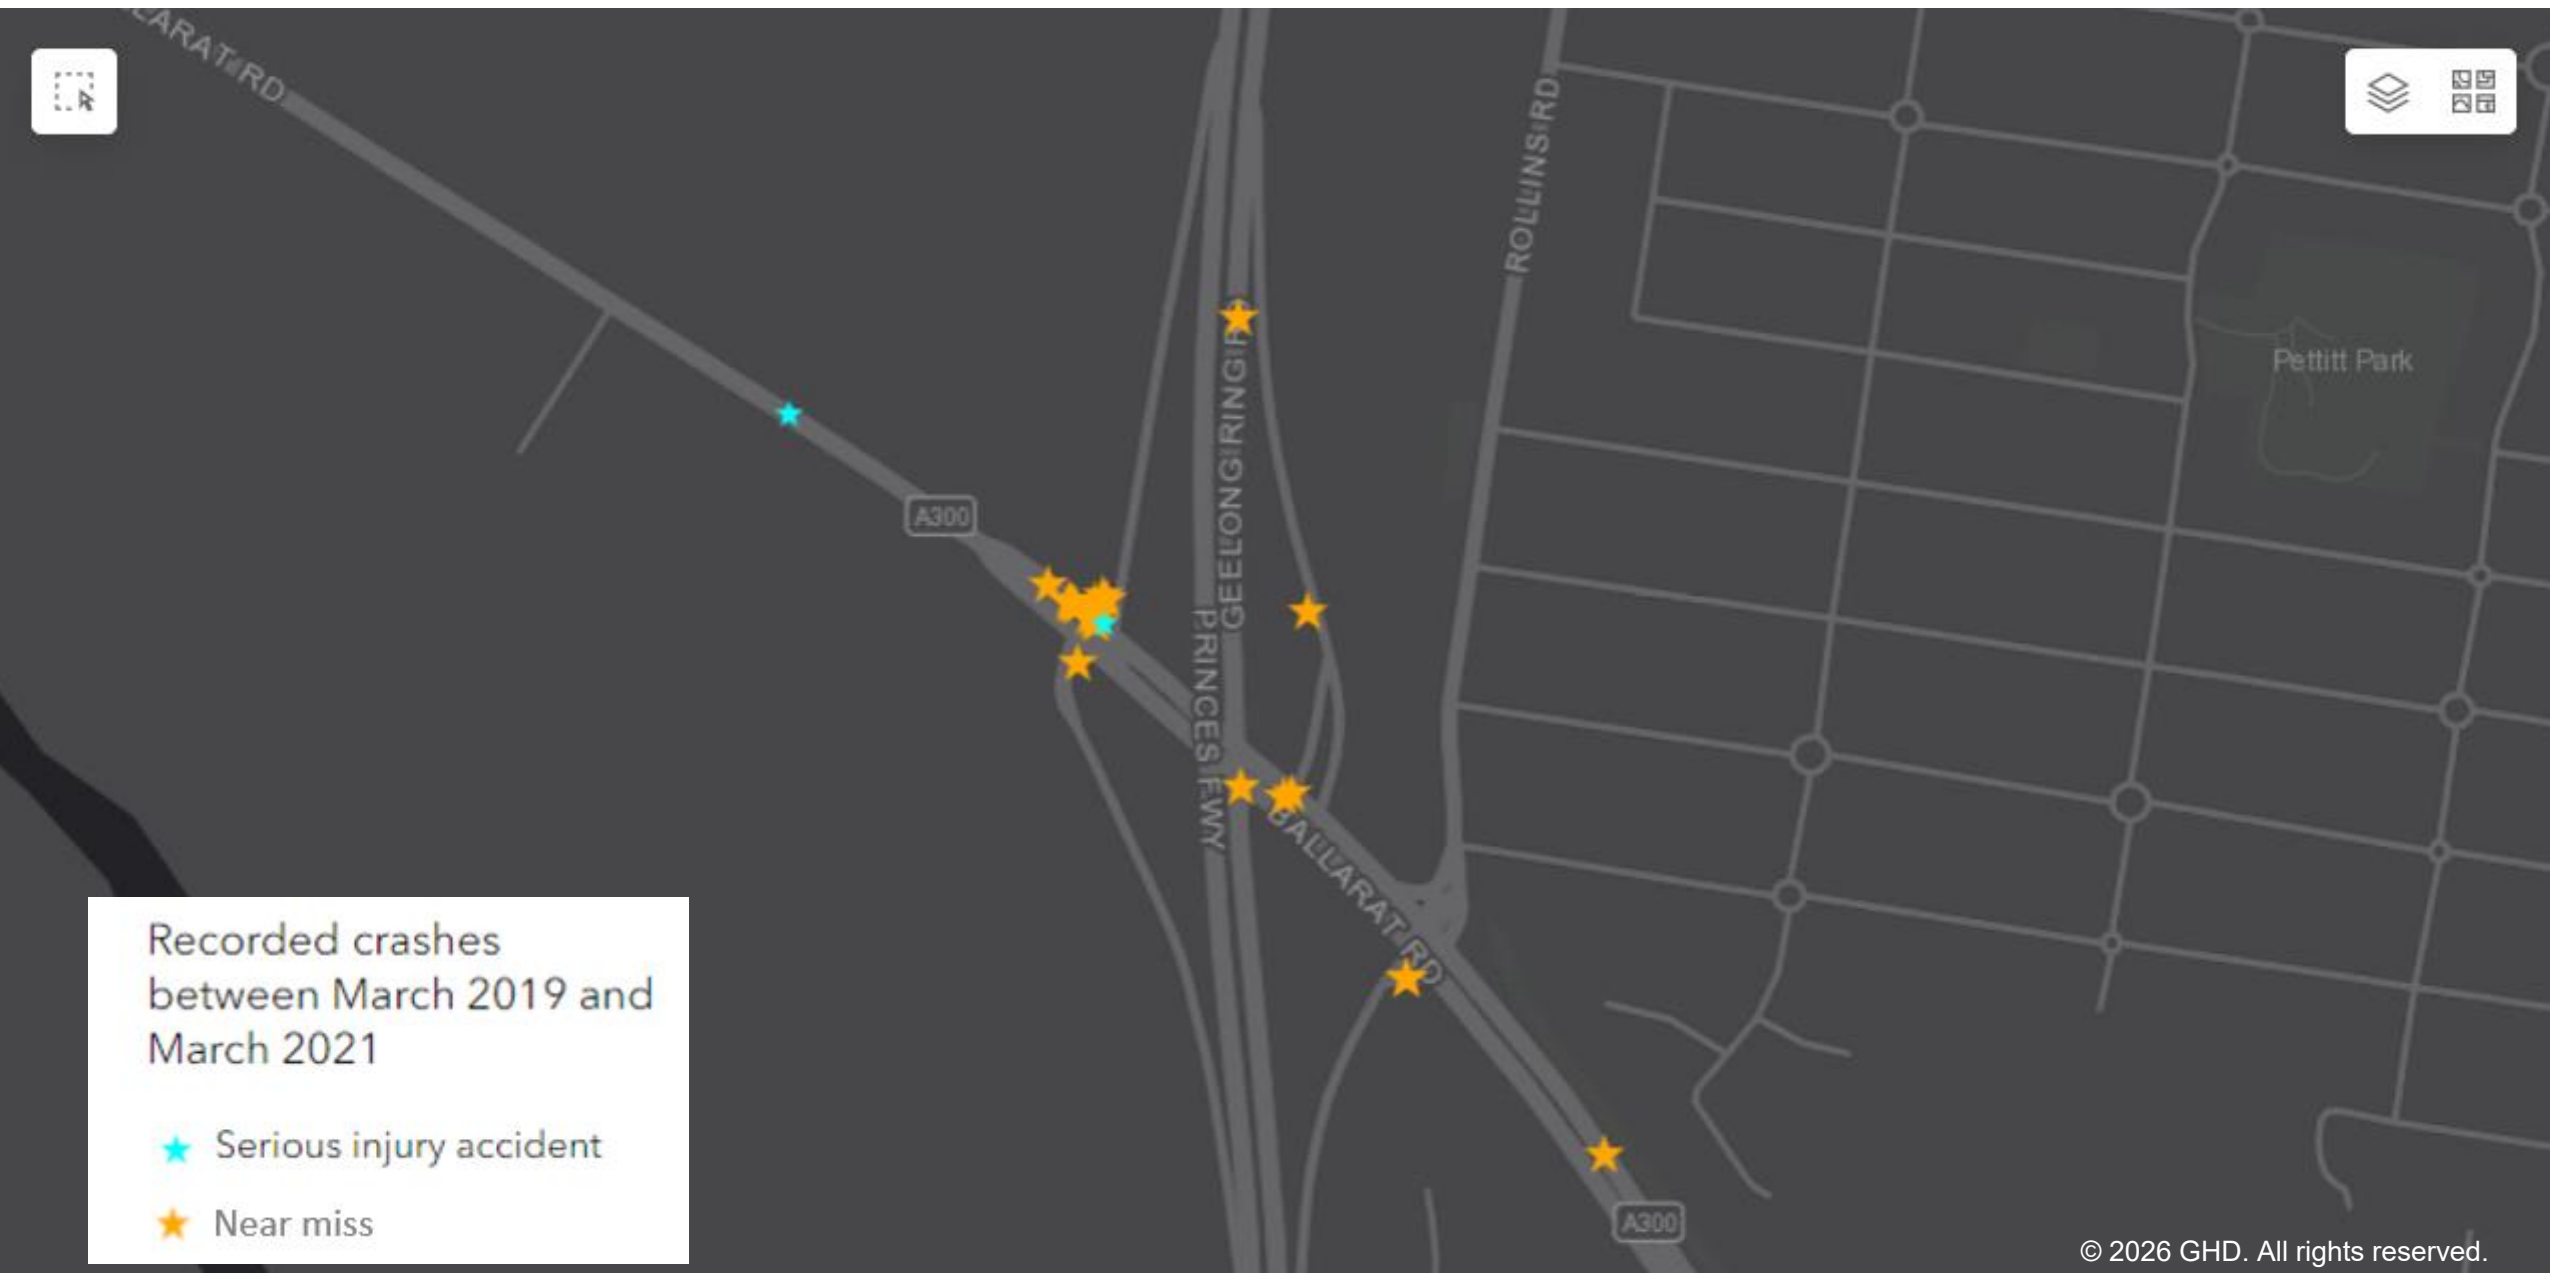 LARAT RD
ROLLINS RD
Pettitt Park
GEELONG RING RD
A300
PRINCES FWY
BALLARAT RD
Recorded crashes
between March 2019 and
March 2021
Serious injury accident
Near miss
A300
© 2026 GHD. All rights reserved.